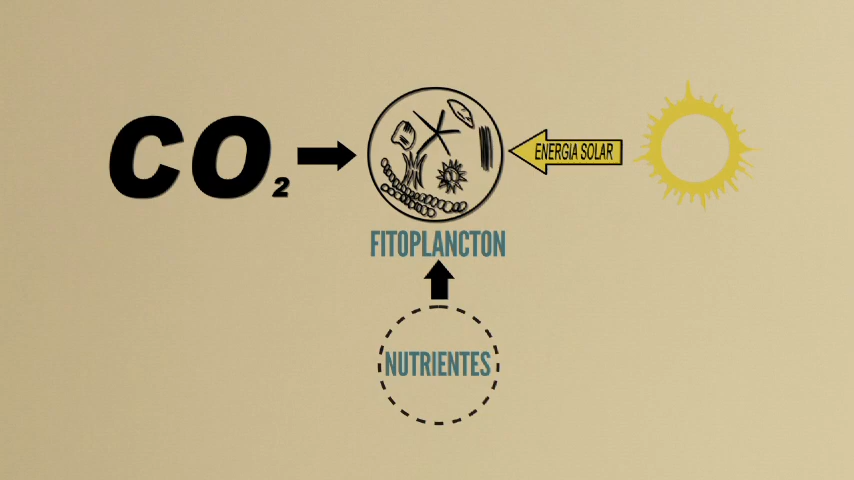 CO₂
ENERGIA SOLAR
FITOPLANCTON
NUTRIENTES